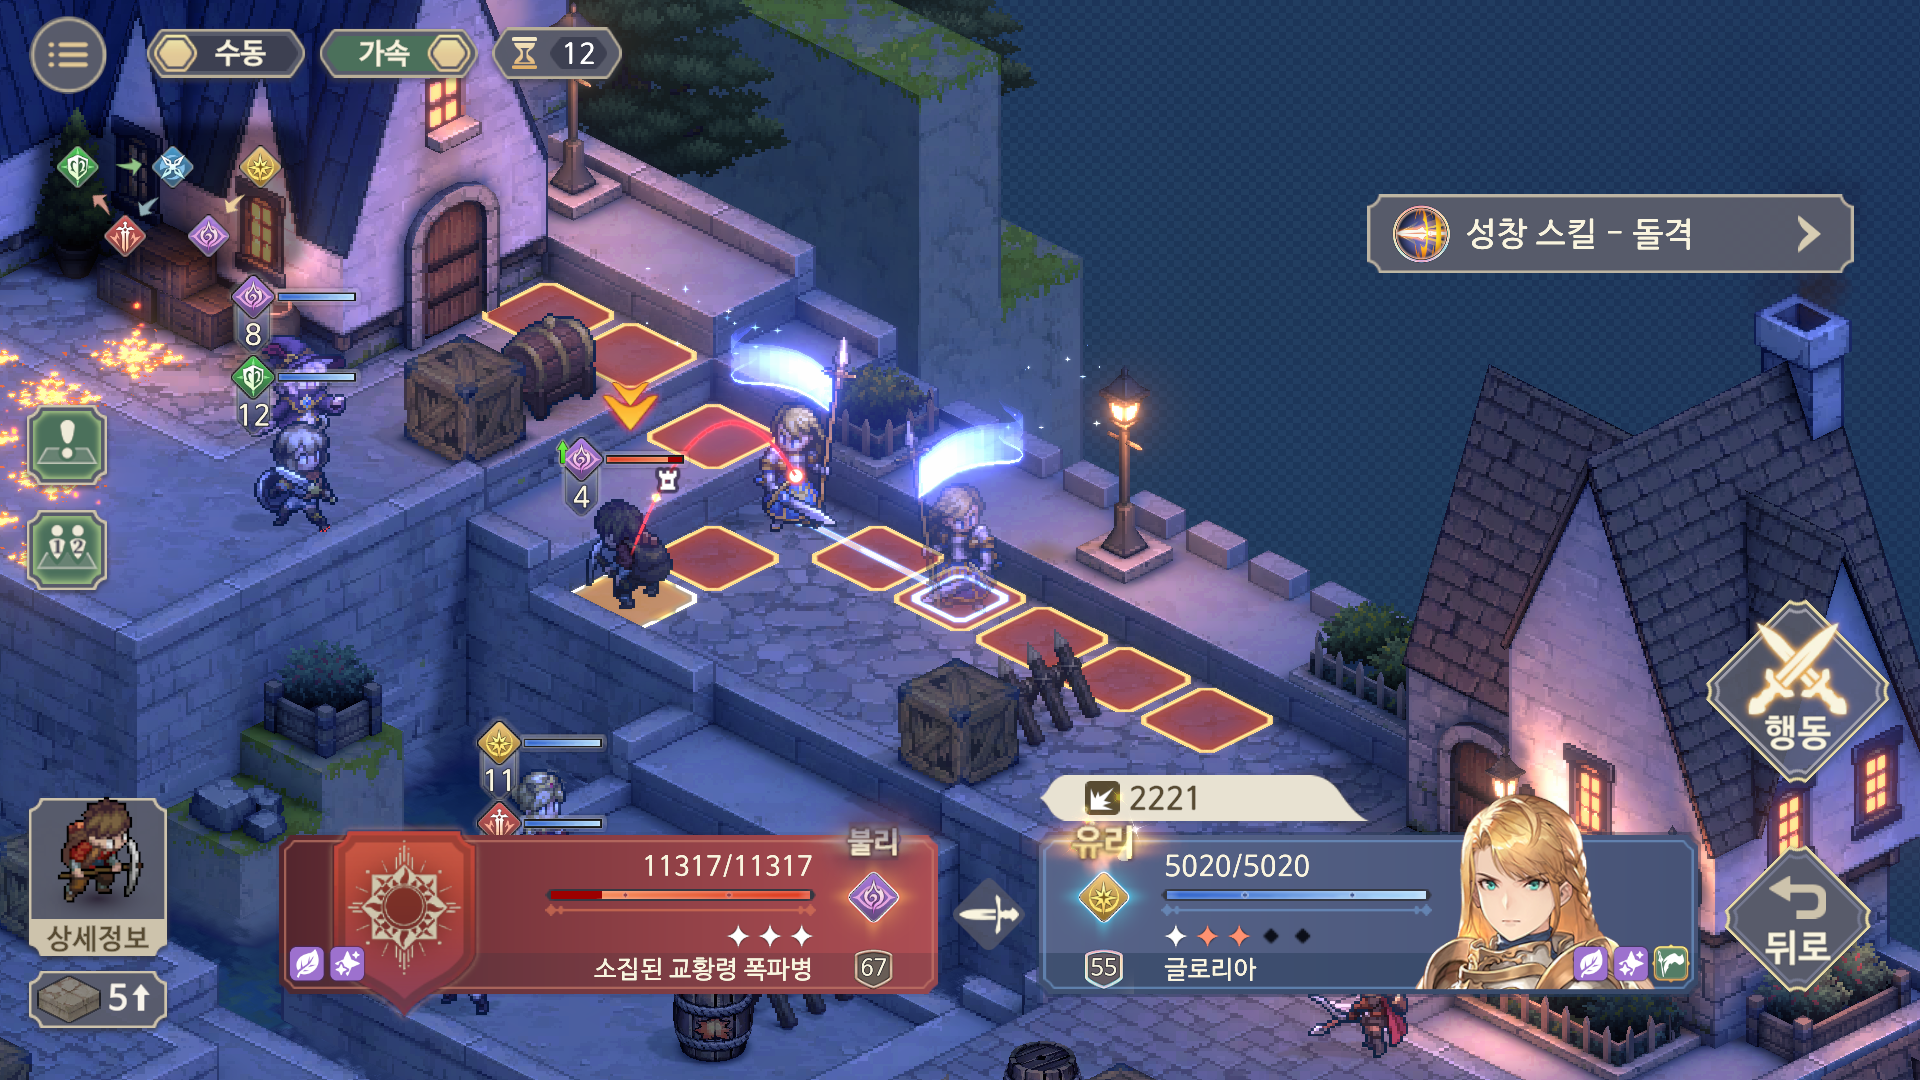 수동
가속
12
성창 스킬 - 돌격
8
12
4
1 2
11
행동
2221
불리
유리
11317/11317
5020/5020
소집된 교황령 폭파병
67
55
글로리아
상세정보
5
뒤로